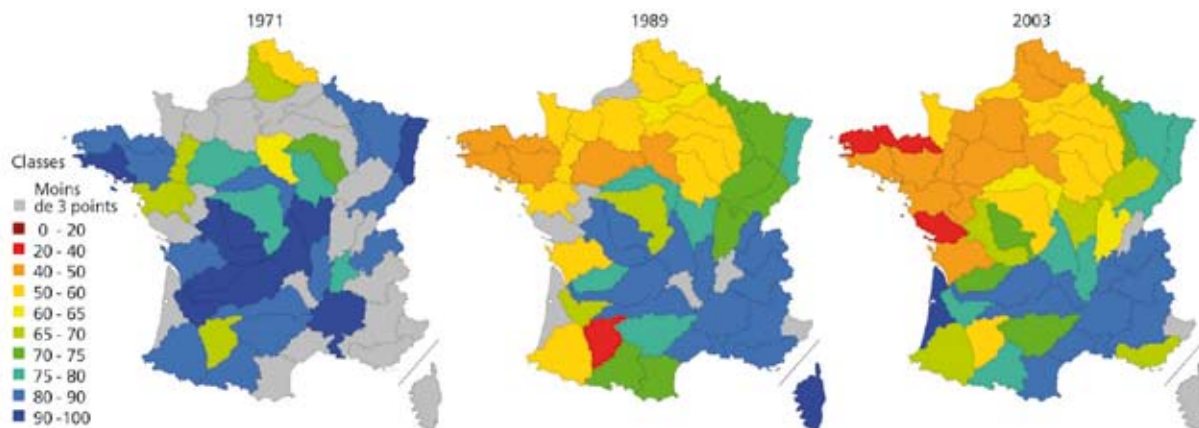 1971
1989
2003
Classes
Moins
de 3 points
0 - 20
20 - 40
40 - 50
50 - 60
60 - 65
65 - 70
70 - 75
75 - 80
80 - 90
90 -100